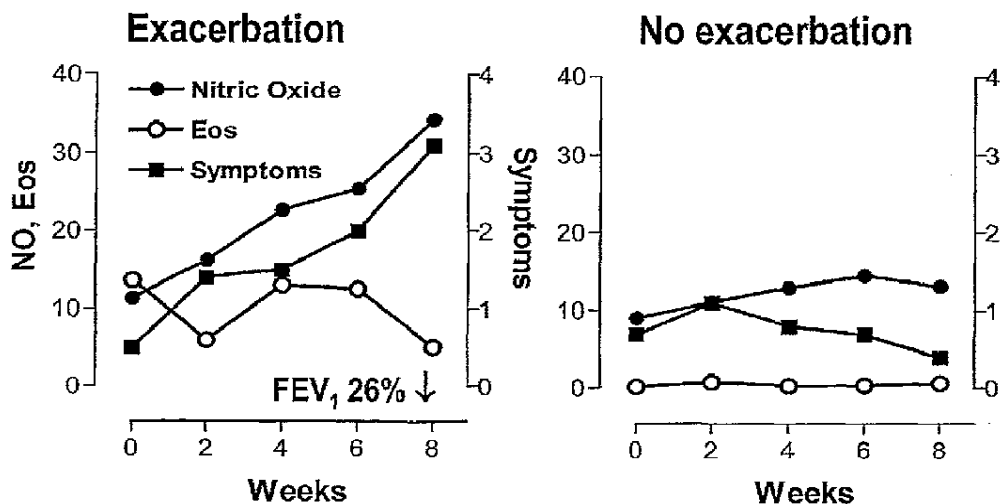 Exacerbation
Nitric Oxide
Eos
Symptoms
NO, Eos
40
30
20
10
0
4
3
2
1
0
Symptoms
FEV₁ 26% ↓
0 2 4 6 8
Weeks
No exacerbation
40
30
20
10
0
4
3
2
1
0
0 2 4 6 8
Weeks